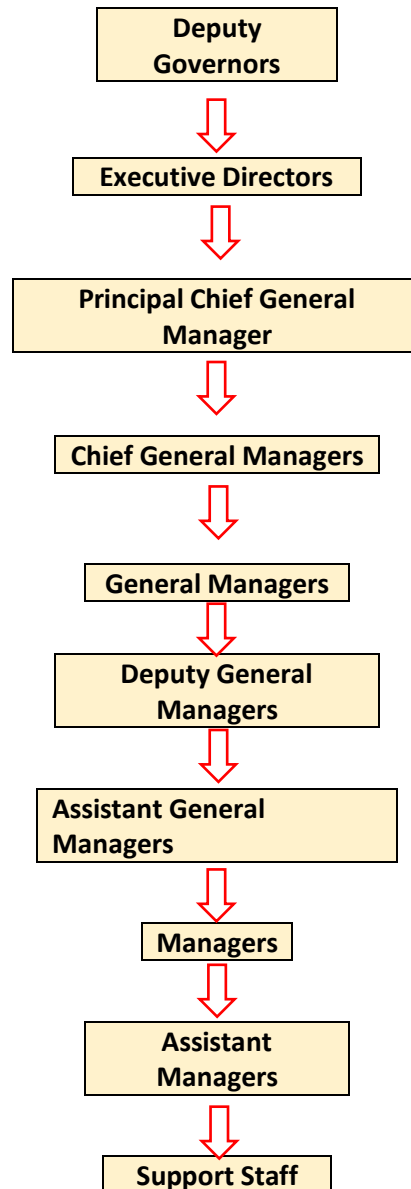 Deputy
Governors
Executive Directors
Principal Chief General
Manager
Chief General Managers
General Managers
Deputy General
Managers
Assistant General
Managers
Managers
Assistant
Managers
Support Staff